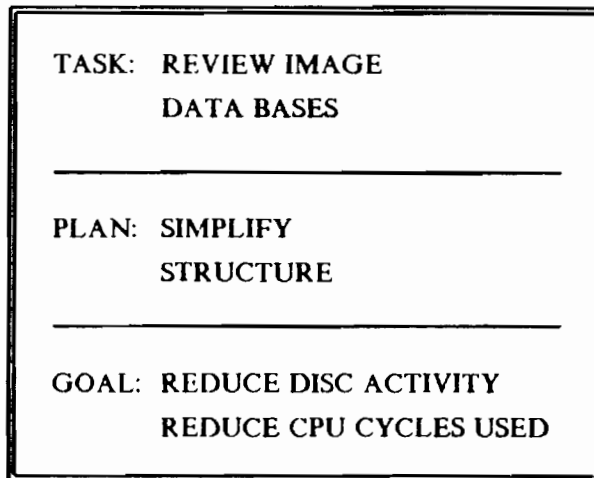 TASK: REVIEW IMAGE
DATA BASES
PLAN: SIMPLIFY
STRUCTURE
GOAL: REDUCE DISC ACTIVITY
REDUCE CPU CYCLES USED